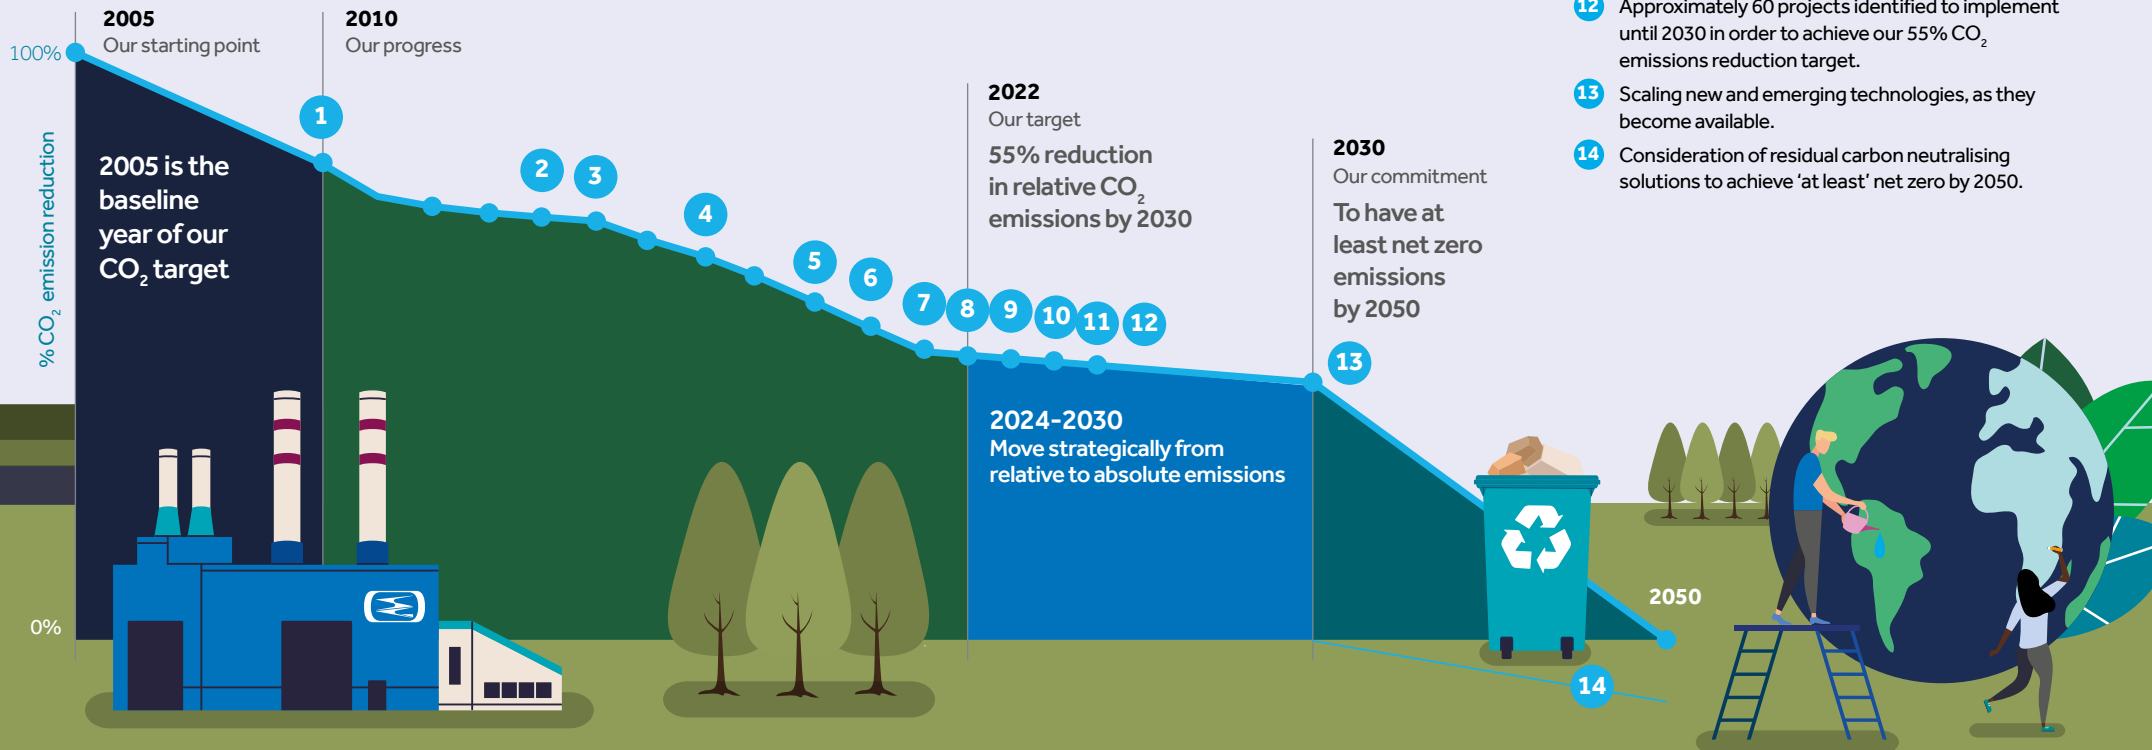 2005
Our starting point
2010
Our progress
100%
% CO₂ emission reduction
0%
2005 is the
baseline
year of our
CO₂ target
1
2
3
4
5
6
7
8
9
10
11
12
2022
Our target
55% reduction
in relative CO₂
emissions by 2030
2024-2030
Move strategically from
relative to absolute emissions
2030
Our commitment
To have at
least net zero
emissions
by 2050
13
14
2050
12 Approximately 60 projects identified to implement
until 2030 in order to achieve our 55% CO₂
emissions reduction target.
13 Scaling new and emerging technologies, as they
become available.
14 Consideration of residual carbon neutralising
solutions to achieve ‘at least’ net zero by 2050.